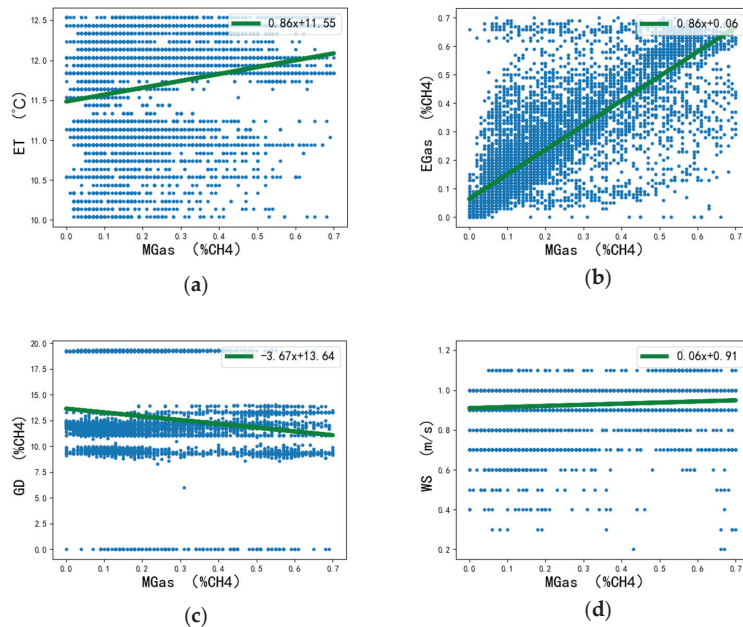 0.86x+11.55
12.5
12.0
11.5
11.0
10.5
10.0
ET (℃)
0.0 0.1 0.2 0.3 0.4 0.5 0.6 0.7
MGas (%CH4)
(a)
0.86x+0.06
0.7
0.6
0.5
0.4
0.3
0.2
0.1
0.0
EGas (%CH4)
0.0 0.1 0.2 0.3 0.4 0.5 0.6 0.7
MGas (%CH4)
(b)
-3.67x+13.64
20.0
17.5
15.0
12.5
10.0
7.5
5.0
2.5
0.0
GD (%CH4)
0.0 0.1 0.2 0.3 0.4 0.5 0.6 0.7
MGas (%CH4)
(c)
0.06x+0.91
1.2
1.0
0.8
0.6
0.4
0.2
WS (m/s)
0.0 0.1 0.2 0.3 0.4 0.5 0.6 0.7
MGas (%CH4)
(d)